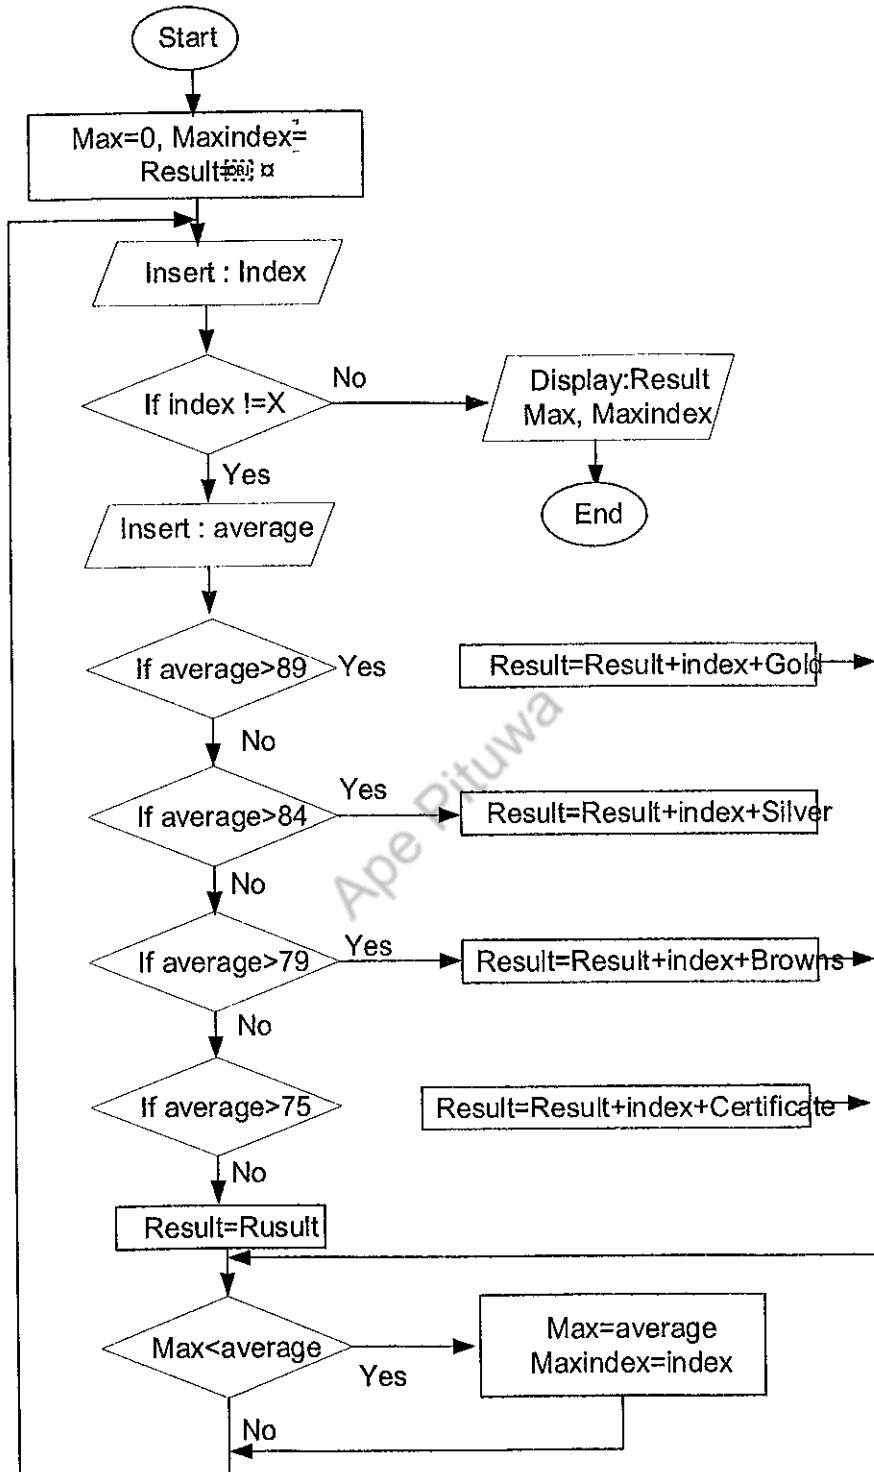 Start
Max=0, Maxindex=
Result=
Insert : Index
If index !=X
No
Display:Result
Max, Maxindex
Yes
End
Insert : average
If average>89
Yes
Result=Result+index+Gold
No
If average>84
Yes
Result=Result+index+Silver
No
If average>79
Yes
Result=Result+index+Browns
No
If average>75
Result=Result+index+Certificate
No
Result=Rusult
Max<average
Yes
Max=average
Maxindex=index
No
Ape Pituwa